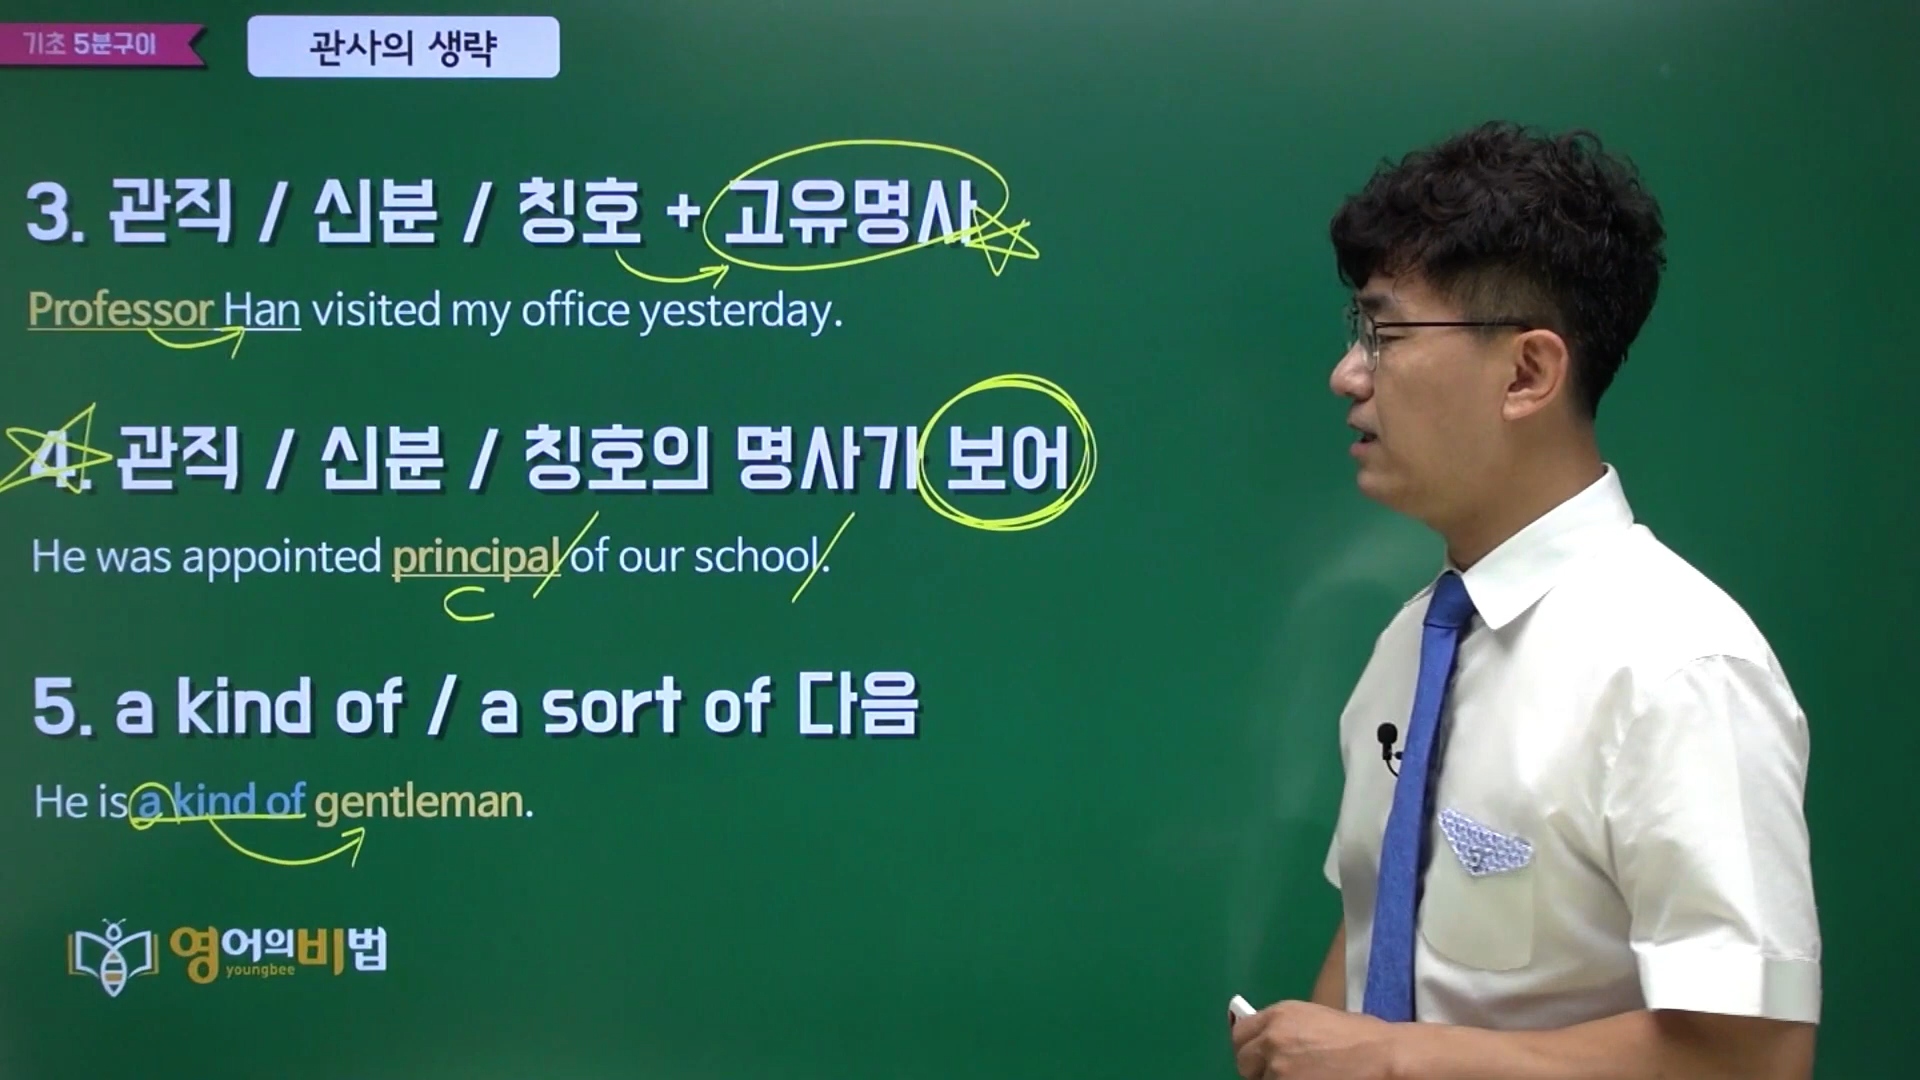 기초 5분구이
관사의 생략
3. 관직 / 신분 / 칭호 + 고유명사
Professor Han visited my office yesterday.
4. 관직 / 신분 / 칭호의 명사가 보어
He was appointed principal of our school.
C
5. a kind of / a sort of 다음
He is a kind of gentleman.
영어의비법
youngbee